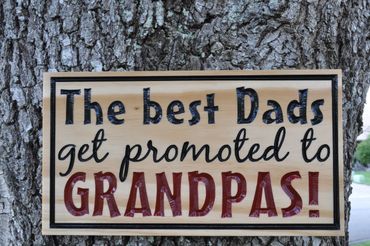 The best Dads
get promoted to
GRANDPAS!